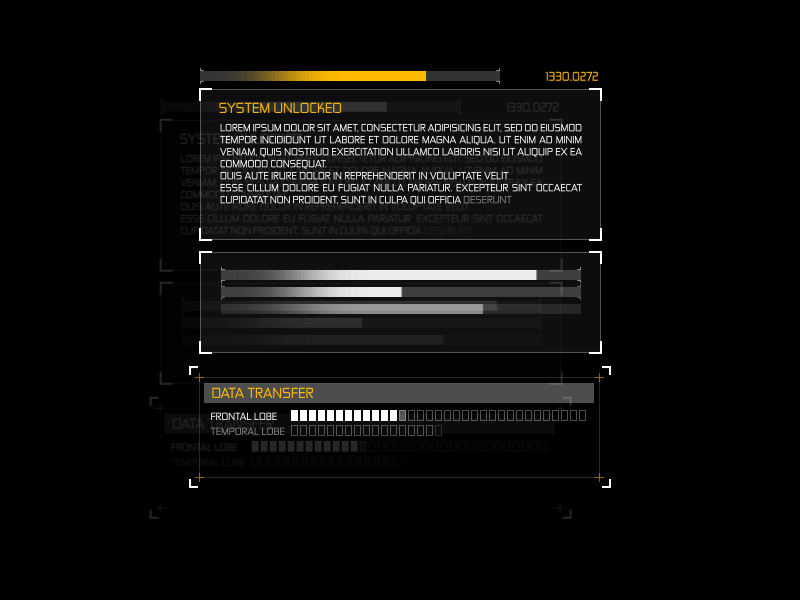 1330.0272
SYSTEM UNLOCKED
LOREM IPSUM DOLOR SIT AMET, CONSECTETUR ADIPISICING ELIT, SED DO EIUSMOD
TEMPOR INCIDIDUNT UT LABORE ET DOLORE MAGNA ALIQUA. UT ENIM AD MINIM
VENIAM, QUIS NOSTRUD EXERCITATION ULLAMCO LABORIS NISI UT ALIQUIP EX EA
COMMODO CONSEQUAT.
DUIS AUTE IRURE DOLOR IN REPREHENDERIT IN VOLUPTATE VELIT
ESSE CILLUM DOLORE EU FUGIAT NULLA PARIATUR. EXCEPTEUR SINT OCCAECAT
CUPIDATAT NON PROIDENT, SUNT IN CULPA QUI OFFICIA DESERUNT
DATA TRANSFER
FRONTAL LOBE
TEMPORAL LOBE